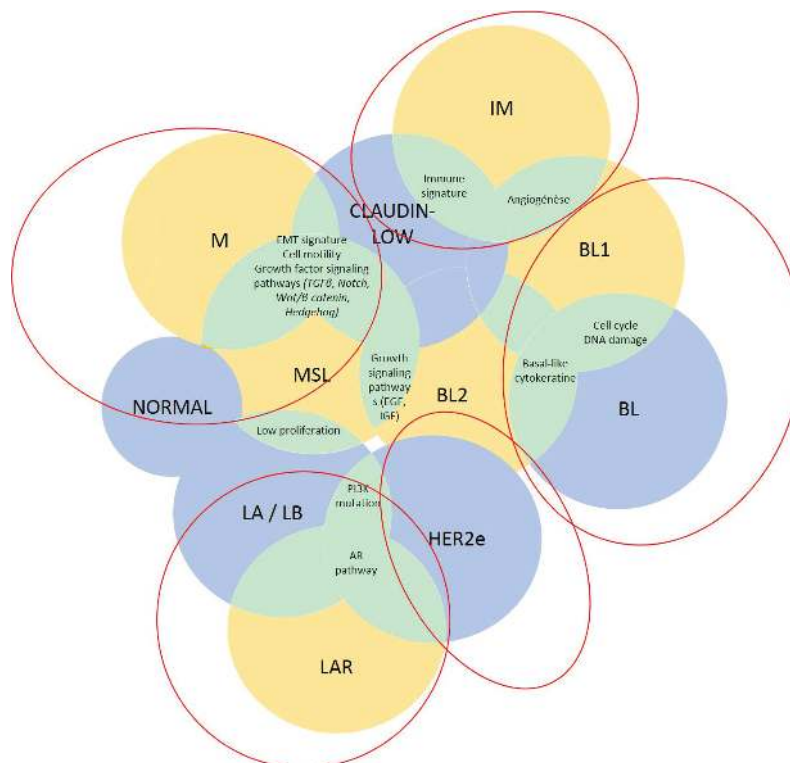 IM
Immune
signature
Angiogénèse
CLAUDIN-
LOW
M
EMT signature
Cell motility
Growth factor signaling
pathways (TGFβ, Notch,
Wnt/B catenin,
Hedgehog)
BL1
Cell cycle
DNA damage
Basal-like
cytokeratine
Growth
signaling
pathway
s (EGF,
IGF)
MSL
BL2
NORMAL
BL
Low proliferation
LA / LB
PI3K
mutation
HER2e
AR
pathway
LAR